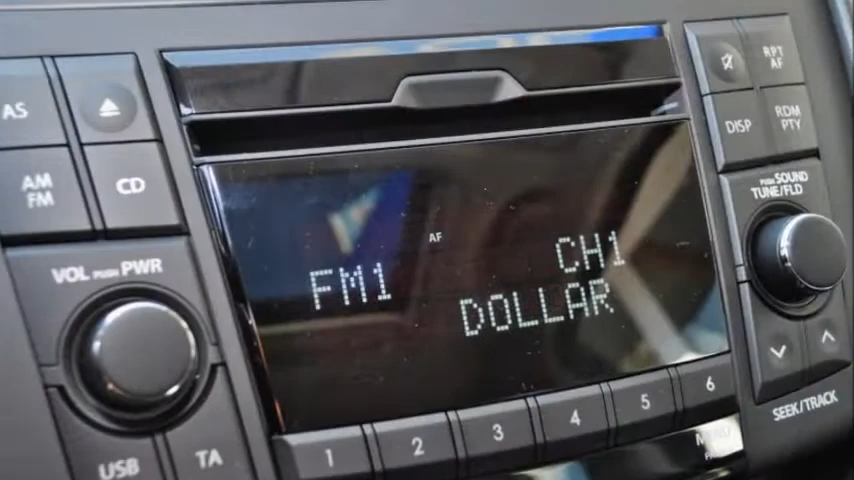 AS
AM
FM
CD
VOL PUSH PWR
USB
TA
AF
FM1
CH1
DOLLAR
RPT
AF
DISP
RDM
PTY
PUSH SOUND
TUNE/FLD
SEEK/TRACK
1 2 3 4 5 6
MENU